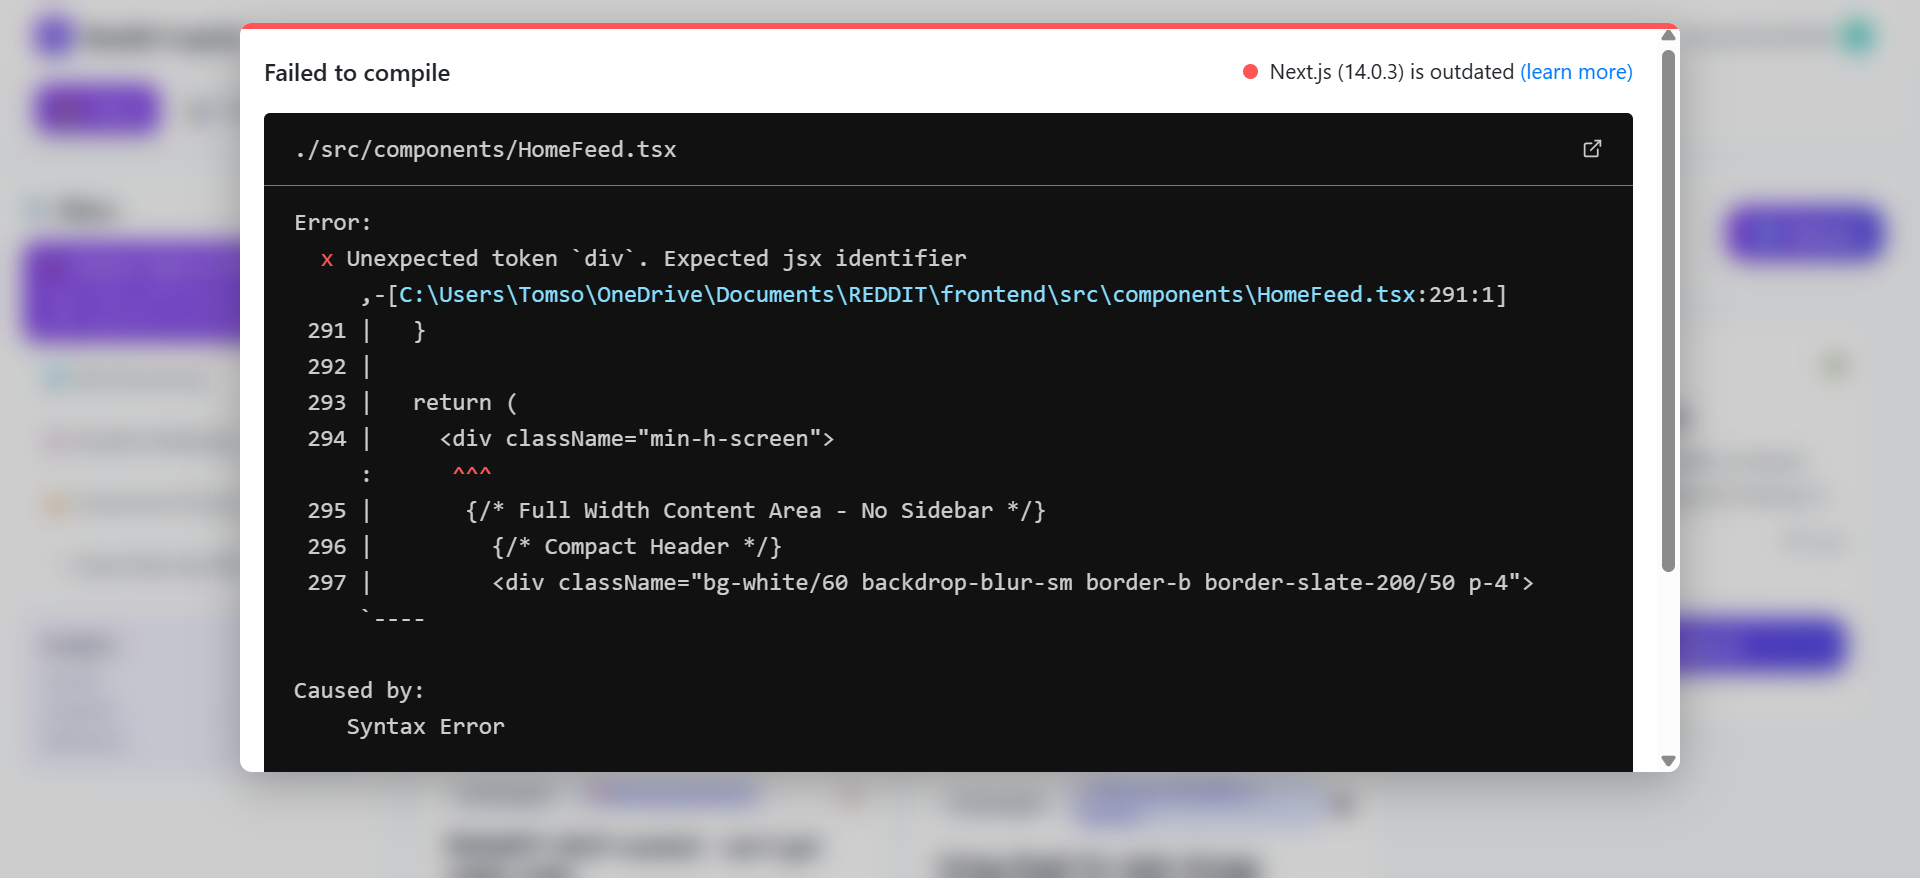 Failed to compile
Next.js (14.0.3) is outdated (learn more)
./src/components/HomeFeed.tsx
Error:
  x Unexpected token `div`. Expected jsx identifier
     ,-[C:\Users\Tomso\OneDrive\Documents\REDDIT\frontend\src\components\HomeFeed.tsx:291:1]
 291 |   }
 292 |
 293 |   return (
 294 |     <div className="min-h-screen">
     :      ^^^
 295 |       {/* Full Width Content Area - No Sidebar */}
 296 |         {/* Compact Header */}
 297 |         <div className="bg-white/60 backdrop-blur-sm border-b border-slate-200/50 p-4">
     `----
Caused by:
    Syntax Error